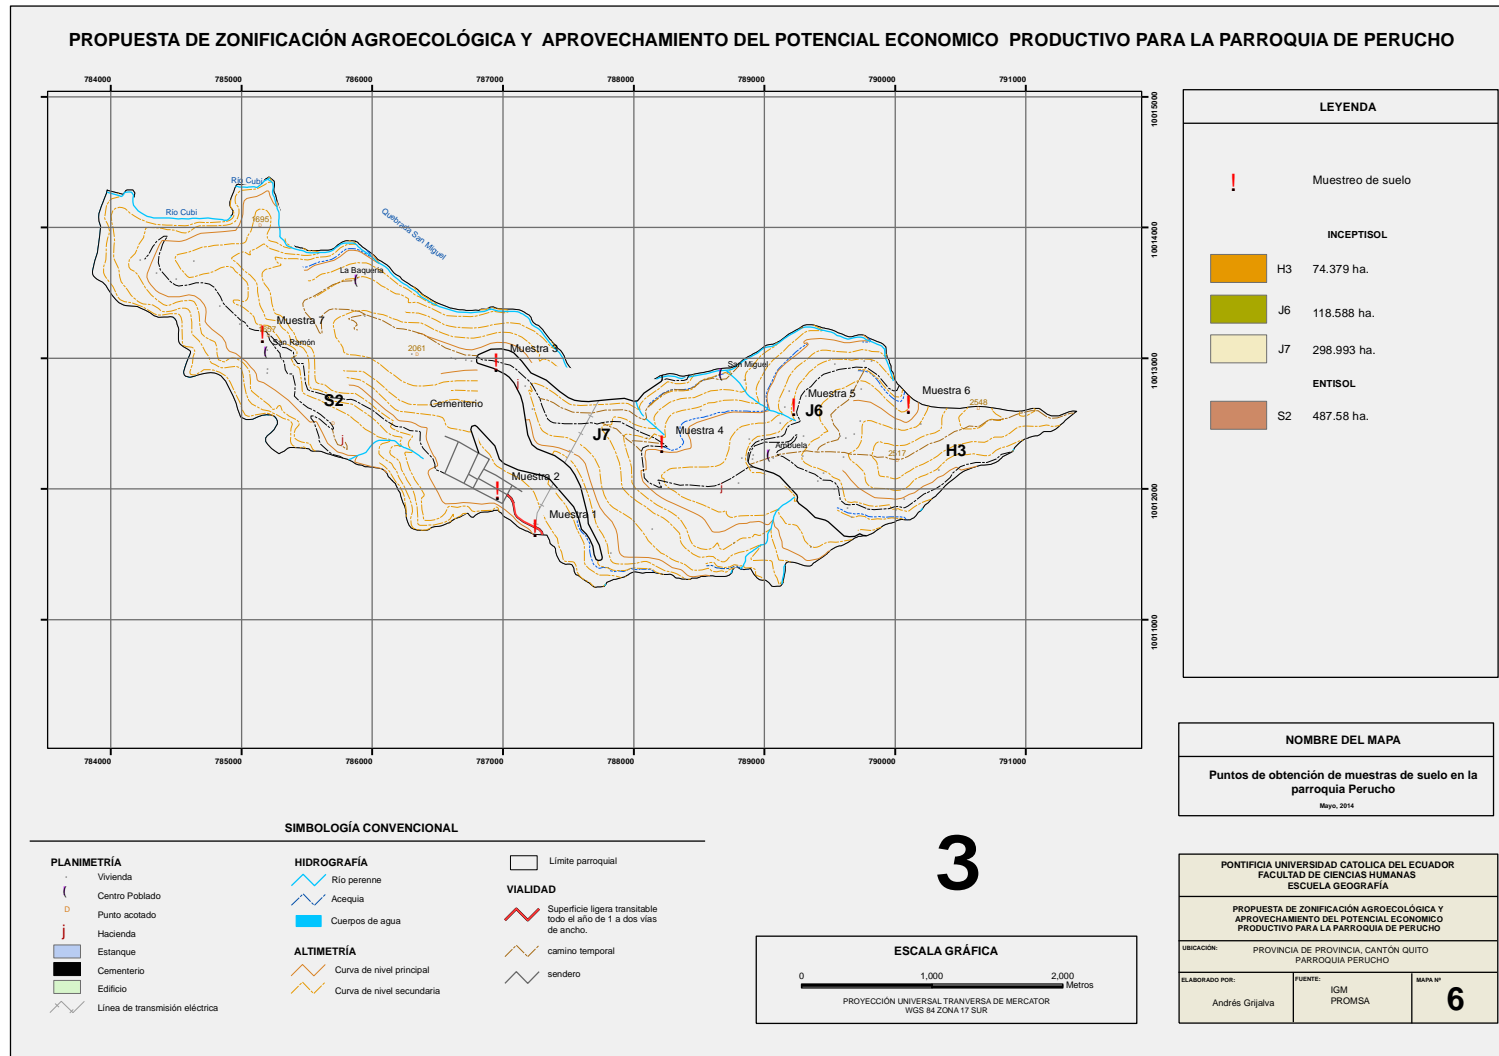 PROPUESTA DE ZONIFICACIÓN AGROECOLÓGICA Y APROVECHAMIENTO DEL POTENCIAL ECONOMICO PRODUCTIVO PARA LA PARROQUIA DE PERUCHO
784000 785000 786000 787000 788000 789000 790000 791000
10015000
10014000
10013000
10012000
10011000
Río Cubi
Río Cubi
1695
Quebrada San Miguel
La Baquería
Muestra 7
San Ramón
2061
Muestra 3
S2
Cementerio
J7
San Miguel
Muestra 5
J6
Muestra 6
2548
Muestra 4
Ambuela
2517
H3
Muestra 2
Muestra 1
784000 785000 786000 787000 788000 789000 790000 791000
LEYENDA
Muestreo de suelo
INCEPTISOL
H3 74.379 ha.
J6 118.588 ha.
J7 298.993 ha.
ENTISOL
S2 487.58 ha.
NOMBRE DEL MAPA
Puntos de obtención de muestras de suelo en la
parroquia Perucho
Mayo, 2014
SIMBOLOGÍA CONVENCIONAL
PLANIMETRÍA
Vivienda
Centro Poblado
Punto acotado
Hacienda
Estanque
Cementerio
Edificio
Línea de transmisión eléctrica
HIDROGRAFÍA
Río perenne
Acequia
Cuerpos de agua
ALTIMETRÍA
Curva de nivel principal
Curva de nivel secundaria
Límite parroquial
VIALIDAD
Superficie ligera transitable
todo el año de 1 a dos vías
de ancho.
camino temporal
sendero
3
ESCALA GRÁFICA
0 1,000 2,000
Metros
PROYECCIÓN UNIVERSAL TRANVERSA DE MERCATOR
WGS 84 ZONA 17 SUR
PONTIFICIA UNIVERSIDAD CATOLICA DEL ECUADOR
FACULTAD DE CIENCIAS HUMANAS
ESCUELA GEOGRAFÍA
PROPUESTA DE ZONIFICACIÓN AGROECOLÓGICA Y
APROVECHAMIENTO DEL POTENCIAL ECONOMICO
PRODUCTIVO PARA LA PARROQUIA DE PERUCHO
UBICACIÓN: PROVINCIA DE PROVINCIA, CANTÓN QUITO
PARROQUIA PERUCHO
ELABORADO POR:
Andrés Grijalva
FUENTE:
IGM
PROMSA
MAPA Nº
6